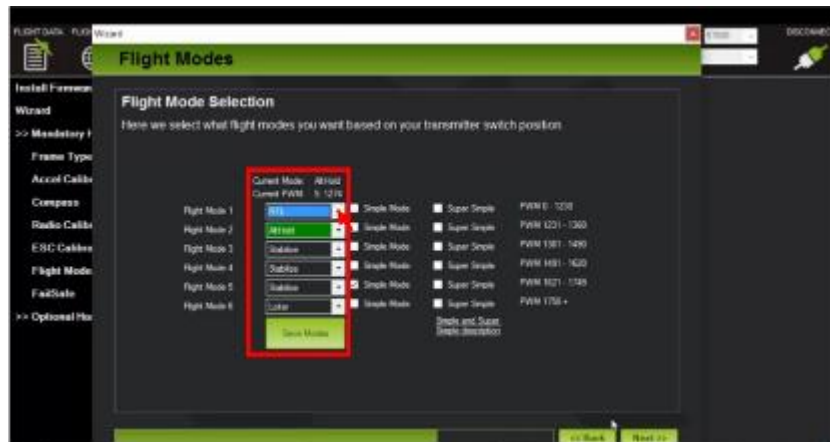 FLIGHT DATA
Wizard
DISCONNECT
Flight Modes
Install Firmware
Wizard
>> Mandatory H
Frame Type
Accel Calib
Compass
Radio Calib
ESC Calibra
Flight Mode
FailSafe
>> Optional Ha
Flight Mode Selection
Here we select what flight modes you want based on your transmitter switch position
Current Mode: AltHold
Current PWM: 5: 1274
Flight Mode 1 RTL Simple Mode Super Simple PWM 0 - 1230
Flight Mode 2 AltHold Simple Mode Super Simple PWM 1231 - 1360
Flight Mode 3 Stabilize Simple Mode Super Simple PWM 1361 - 1490
Flight Mode 4 Stabilize Simple Mode Super Simple PWM 1491 - 1620
Flight Mode 5 Stabilize Simple Mode Super Simple PWM 1621 - 1749
Flight Mode 6 Loiter Simple Mode Super Simple PWM 1750 +
Save Modes
Simple and Super
Simple description
<< Back Next >>